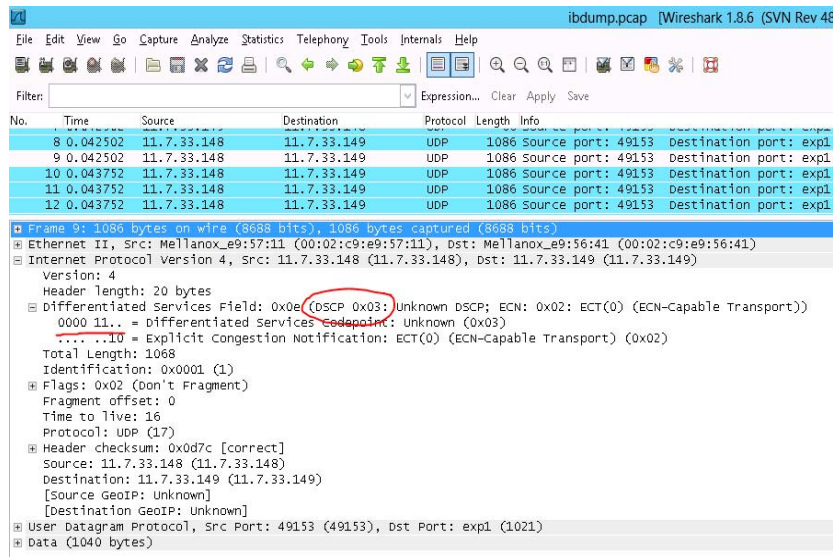 ibdump.pcap [Wireshark 1.8.6 (SVN Rev 48
File Edit View Go Capture Analyze Statistics Telephony Tools Internals Help
Filter: Expression... Clear Apply Save
No. Time Source Destination Protocol Length Info
8 0.042502 11.7.33.148 11.7.33.149 UDP 1086 Source port: 49153 Destination port: exp1
9 0.042502 11.7.33.148 11.7.33.149 UDP 1086 Source port: 49153 Destination port: exp1
10 0.043752 11.7.33.148 11.7.33.149 UDP 1086 Source port: 49153 Destination port: exp1
11 0.043752 11.7.33.148 11.7.33.149 UDP 1086 Source port: 49153 Destination port: exp1
12 0.043752 11.7.33.148 11.7.33.149 UDP 1086 Source port: 49153 Destination port: exp1
Frame 9: 1086 bytes on wire (8688 bits), 1086 bytes captured (8688 bits)
Ethernet II, Src: Mellanox_e9:57:11 (00:02:c9:e9:57:11), Dst: Mellanox_e9:56:41 (00:02:c9:e9:56:41)
Internet Protocol Version 4, Src: 11.7.33.148 (11.7.33.148), Dst: 11.7.33.149 (11.7.33.149)
Version: 4
Header length: 20 bytes
Differentiated Services Field: 0x0e (DSCP 0x03: Unknown DSCP; ECN: 0x02: ECT(0) (ECN-Capable Transport))
0000 11.. = Differentiated Services Codepoint: Unknown (0x03)
.... ..10 = Explicit Congestion Notification: ECT(0) (ECN-Capable Transport) (0x02)
Total Length: 1068
Identification: 0x0001 (1)
Flags: 0x02 (Don't Fragment)
Fragment offset: 0
Time to live: 16
Protocol: UDP (17)
Header checksum: 0x0d7c [correct]
Source: 11.7.33.148 (11.7.33.148)
Destination: 11.7.33.149 (11.7.33.149)
[Source GeoIP: Unknown]
[Destination GeoIP: Unknown]
User Datagram Protocol, Src Port: 49153 (49153), Dst Port: exp1 (1021)
Data (1040 bytes)